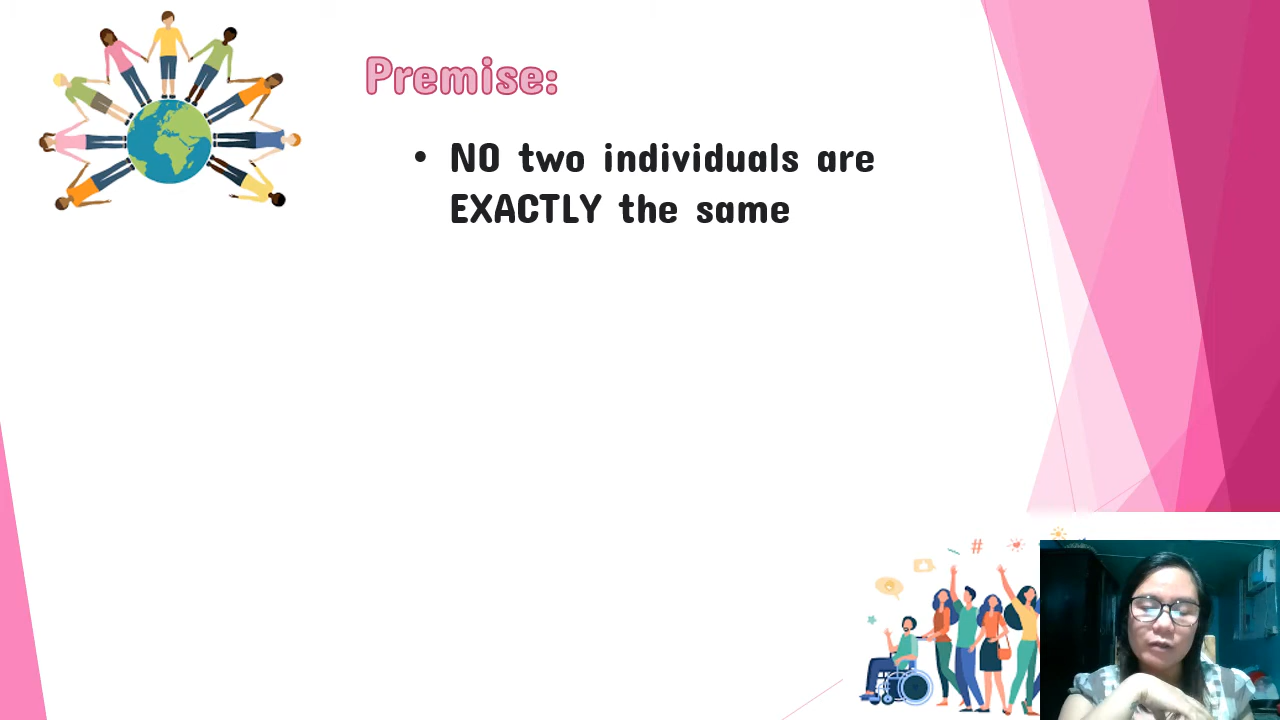 Premise:
• NO two individuals are
EXACTLY the same
#